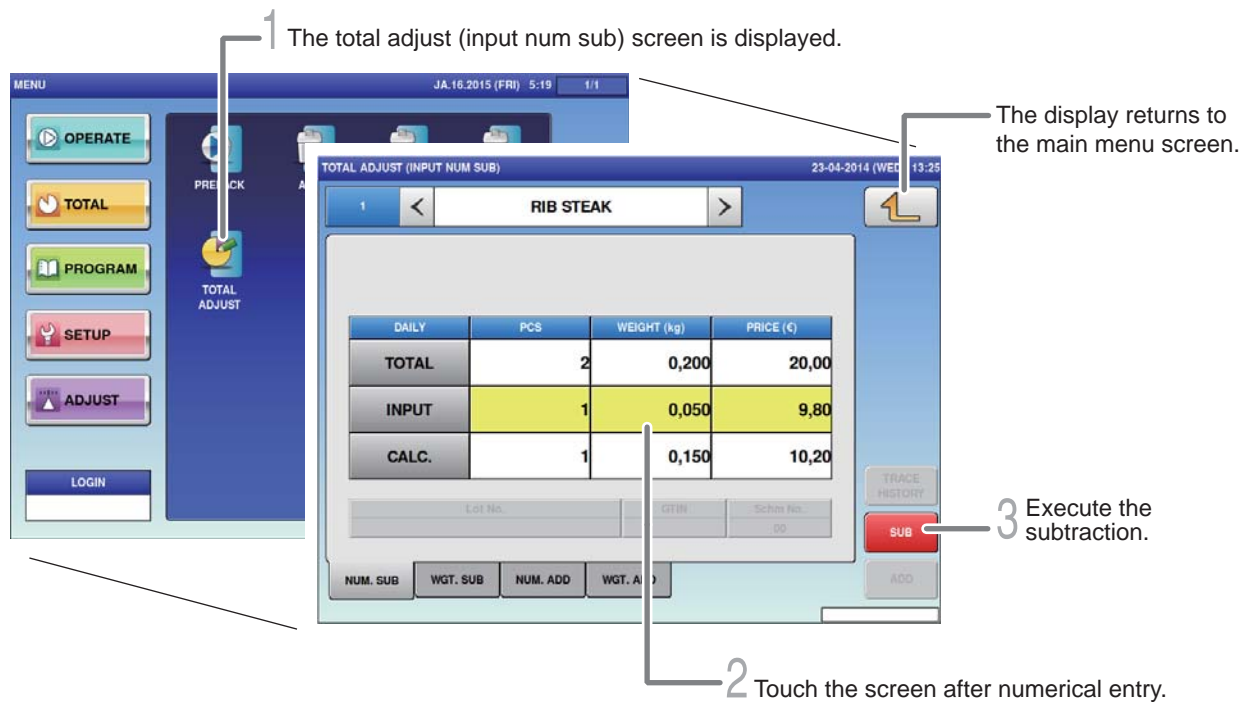 1 The total adjust (input num sub) screen is displayed.
MENU
JA.16.2015 (FRI) 5:19 1/1
OPERATE
TOTAL
PROGRAM
SETUP
ADJUST
LOGIN
TOTAL
ADJUST
The display returns to
the main menu screen.
TOTAL ADJUST (INPUT NUM SUB)
23-04-2014 (WED) 13:25
1 < RIB STEAK >
DAILY PCS WEIGHT (kg) PRICE (€)
TOTAL 2 0,200 20,00
INPUT 1 0,050 9,80
CALC. 1 0,150 10,20
Lot No. GTIN Schm No.
00
TRACE
HISTORY
SUB
ADD
3 Execute the
subtraction.
NUM. SUB WGT. SUB NUM. ADD WGT.
2 Touch the screen after numerical entry.